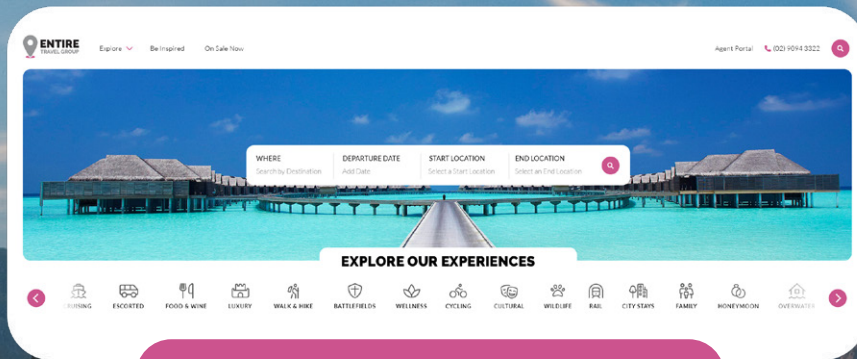 ENTIRE
TRAVEL GROUP
Explore Be Inspired On Sale Now Agent Portal (02) 9094 3322
WHERE DEPARTURE DATE START LOCATION END LOCATION
Search by Destination Add Date Select a Start Location Select an End Location
EXPLORE OUR EXPERIENCES
ESCORTED FOOD & WINE LUXURY WALK & HIKE BATTLEFIELDS WELLNESS CYCLING CULTURAL WILDLIFE RAIL CITY STAYS FAMILY HONEYMOON OVERWATER